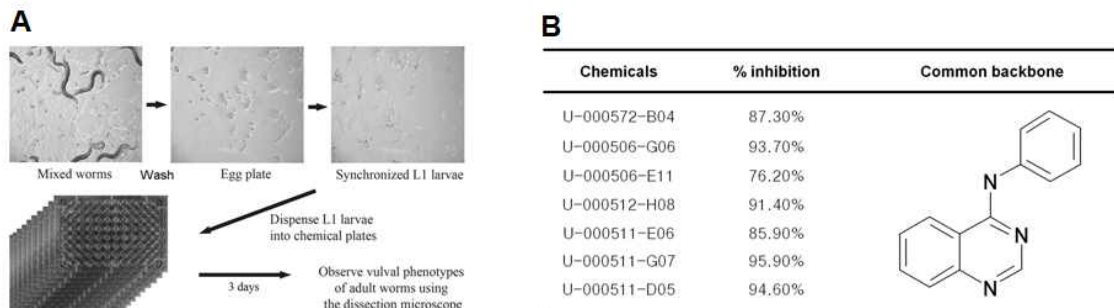 A
Mixed worms
Wash
Egg plate
Synchronized L1 larvae
Dispense L1 larvae
into chemical plates
3 days
Observe vulval phenotypes
of adult worms using
the dissection microscope
B
Chemicals % inhibition Common backbone
U-000572-B04 87.30%
U-000506-G06 93.70%
U-000506-E11 76.20%
U-000512-H08 91.40%
U-000511-E06 85.90%
U-000511-G07 95.90%
U-000511-D05 94.60%
N
N
N